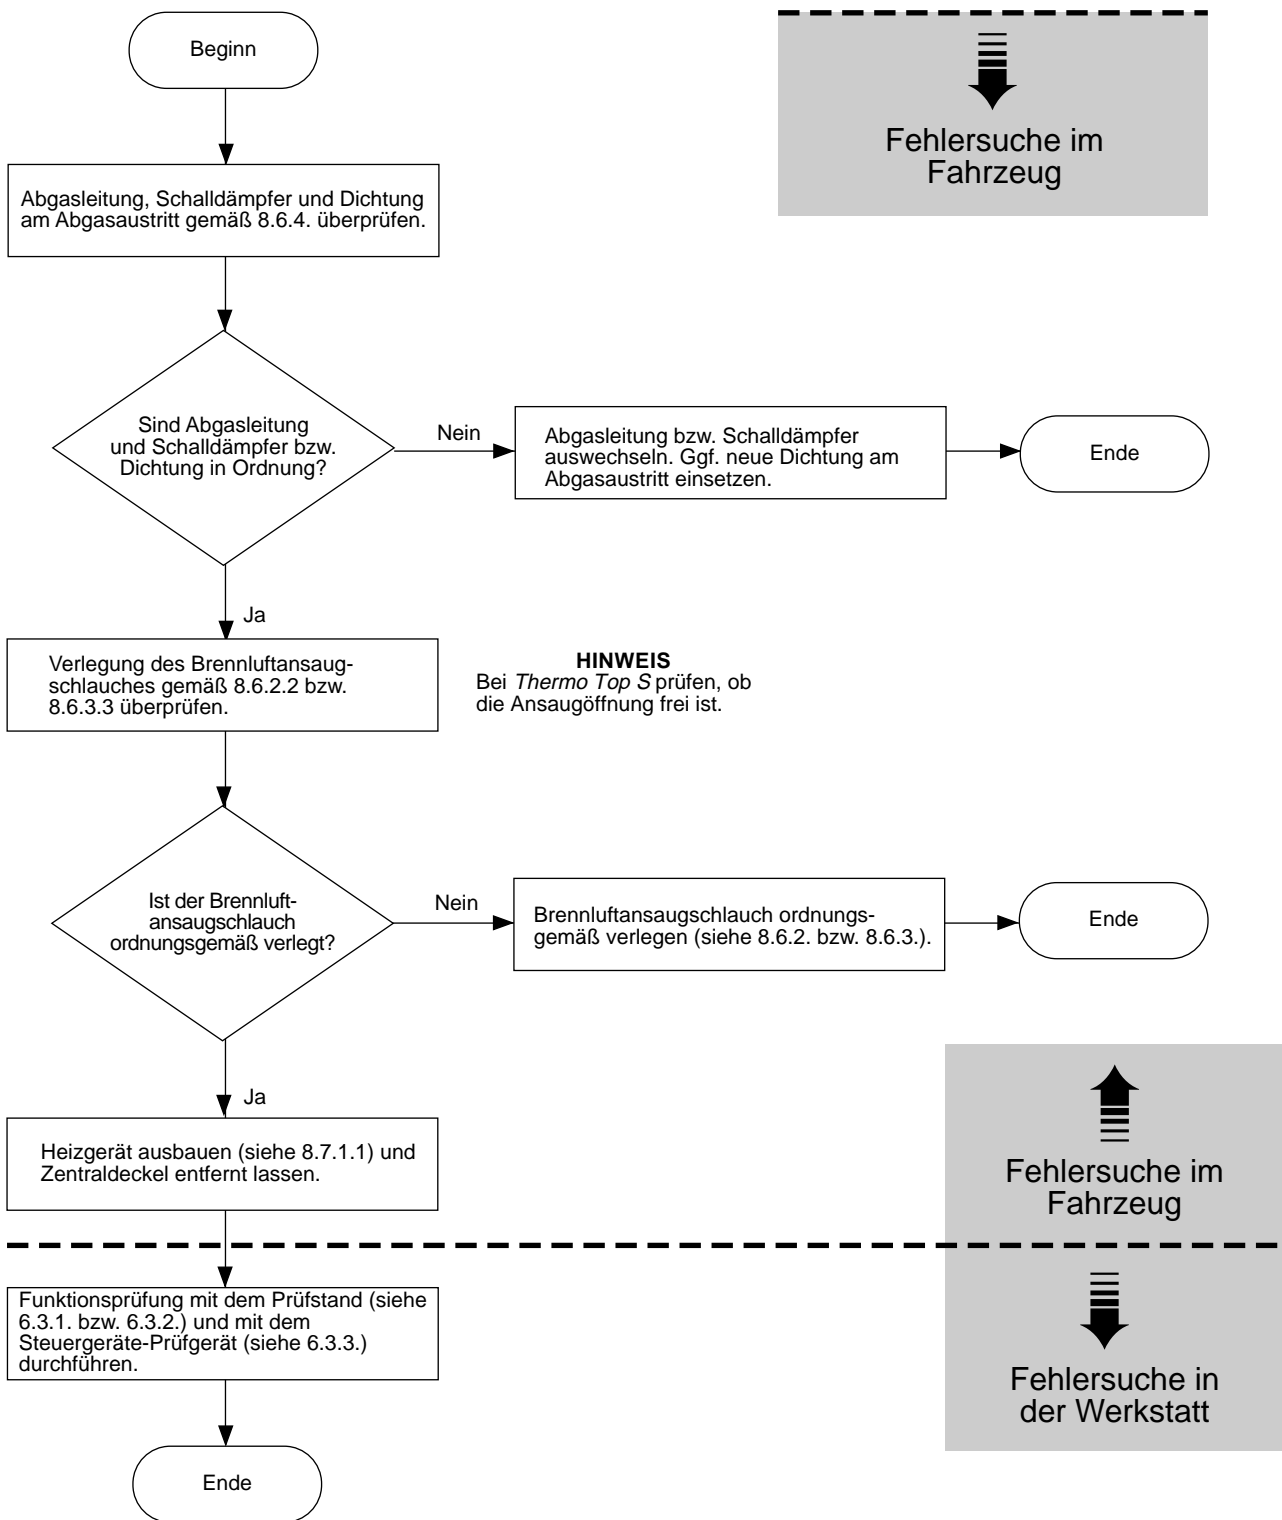 Beginn
Fehlersuche im
Fahrzeug
Abgasleitung, Schalldämpfer und Dichtung
am Abgasaustritt gemäß 8.6.4. überprüfen.
Sind Abgasleitung
und Schalldämpfer bzw.
Dichtung in Ordnung?
Nein
Abgasleitung bzw. Schalldämpfer
auswechseln. Ggf. neue Dichtung am
Abgasaustritt einsetzen.
Ende
Ja
Verlegung des Brennluftansaug-
schlauches gemäß 8.6.2.2 bzw.
8.6.3.3 überprüfen.
HINWEIS
Bei Thermo Top S prüfen, ob
die Ansaugöffnung frei ist.
Ist der Brennluft-
ansaugschlauch
ordnungsgemäß verlegt?
Nein
Brennluftansaugschlauch ordnungs-
gemäß verlegen (siehe 8.6.2. bzw. 8.6.3.).
Ende
Ja
Heizgerät ausbauen (siehe 8.7.1.1) und
Zentraldeckel entfernt lassen.
Fehlersuche im
Fahrzeug
Funktionsprüfung mit dem Prüfstand (siehe
6.3.1. bzw. 6.3.2.) und mit dem
Steuergeräte-Prüfgerät (siehe 6.3.3.)
durchführen.
Fehlersuche in
der Werkstatt
Ende